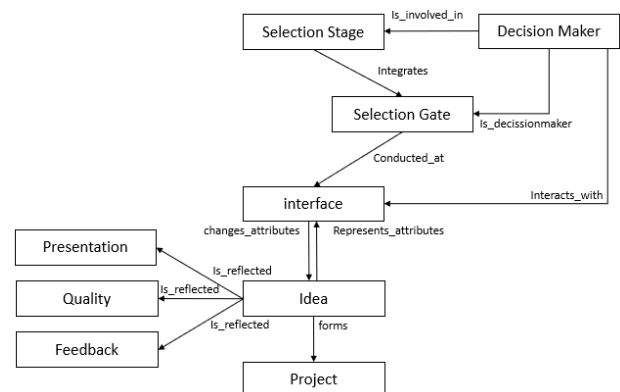 Is_involved_in
Selection Stage
Decision Maker
Integrates
Selection Gate
Is_decissionmaker
Conducted_at
interface
Interacts_with
changes_attributes
Represents_attributes
Presentation
Is_reflected
Quality
Is_reflected
Idea
Is_reflected
forms
Feedback
Project